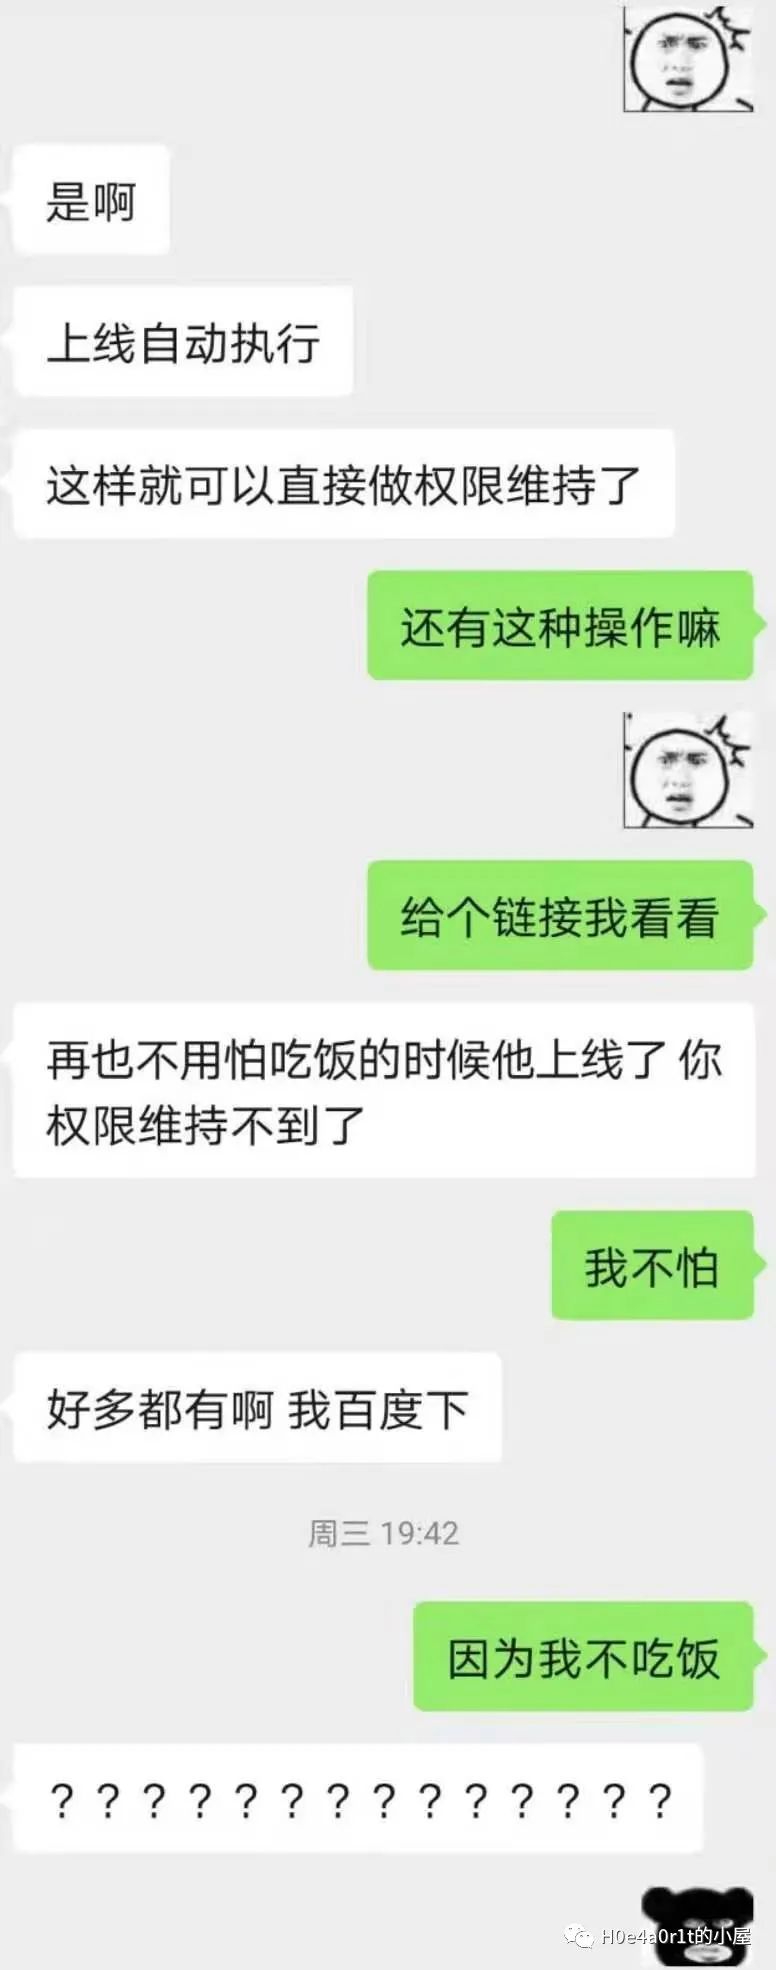 是啊
上线自动执行
这样就可以直接做权限维持了
还有这种操作嘛
给个链接我看看
再也不用怕吃饭的时候他上线了 你
权限维持不到了
我不怕
好多都有啊 我百度下
周三 19:42
因为我不吃饭
？？？？？？？？？？？？？？
H0e4a0r1t的小屋